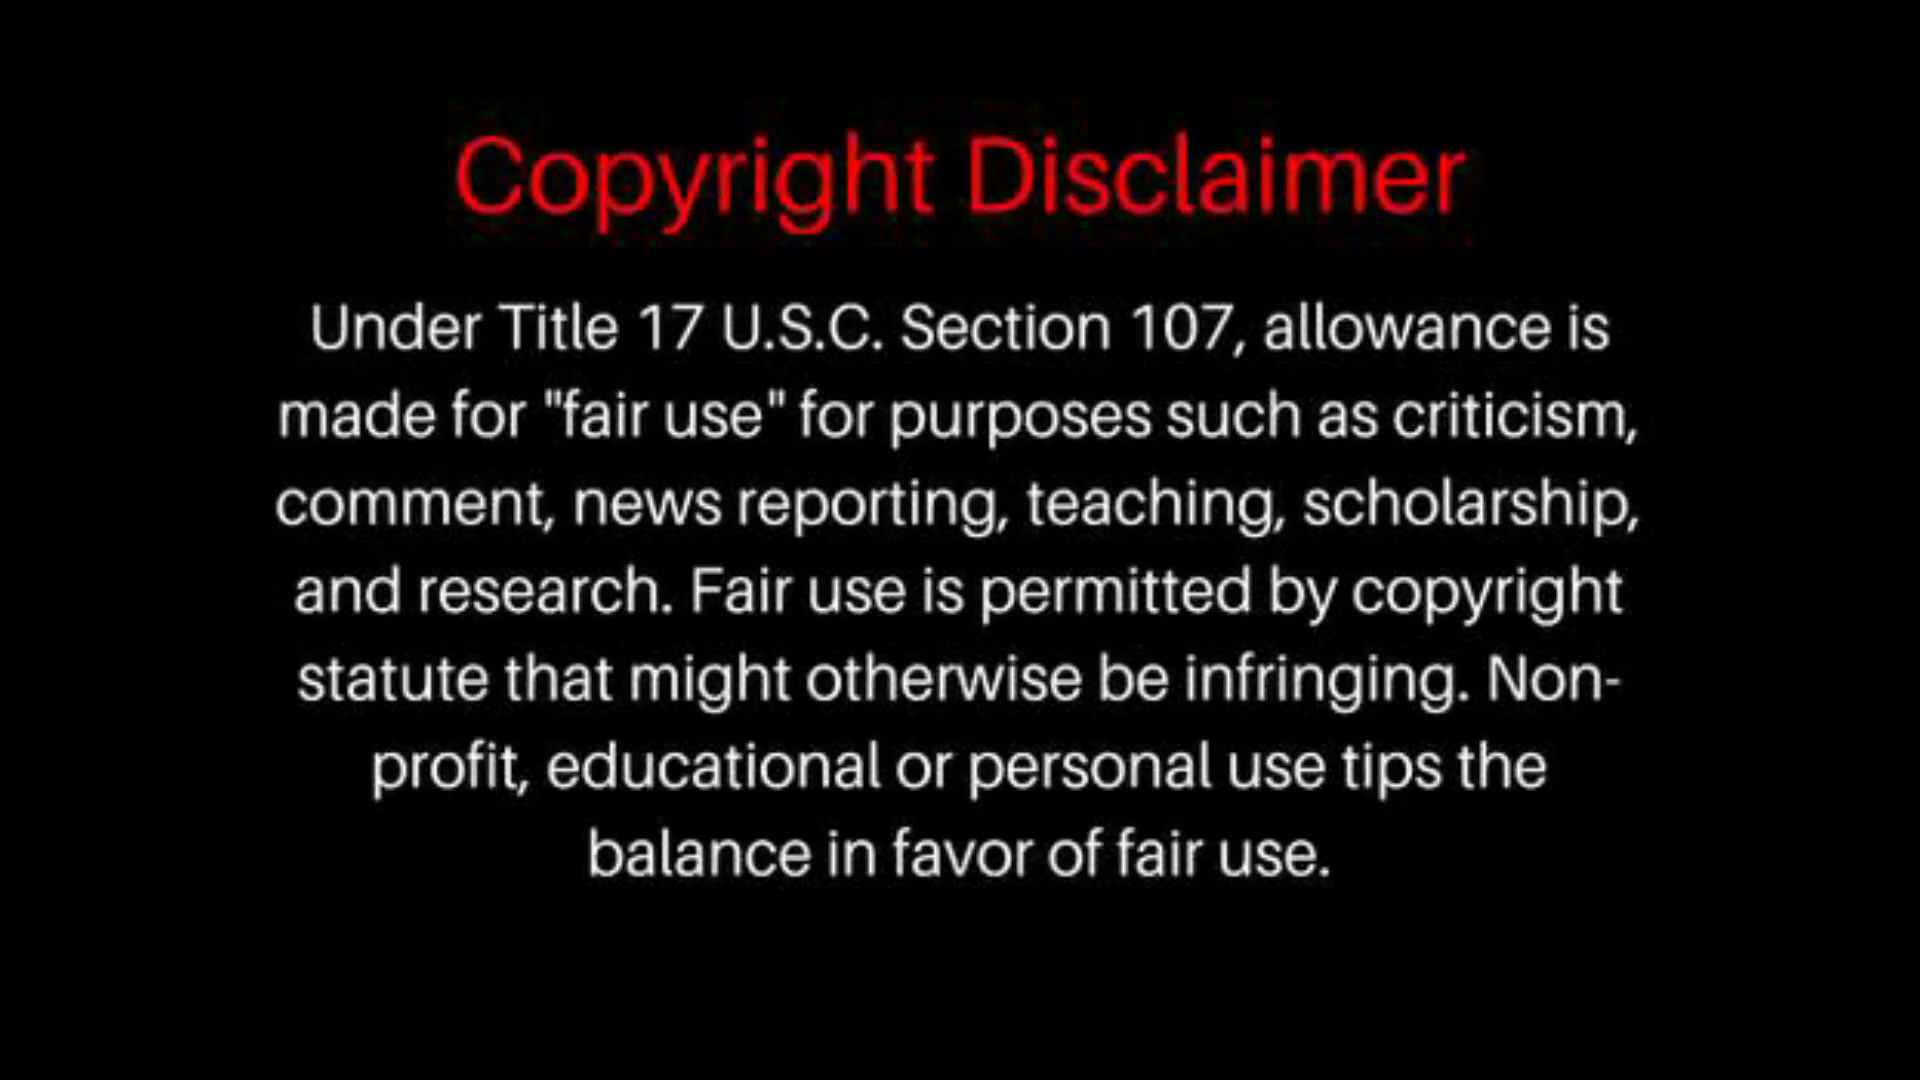 Copyright Disclaimer
Under Title 17 U.S.C. Section 107, allowance is
made for "fair use" for purposes such as criticism,
comment, news reporting, teaching, scholarship,
and research. Fair use is permitted by copyright
statute that might otherwise be infringing. Non-
profit, educational or personal use tips the
balance in favor of fair use.